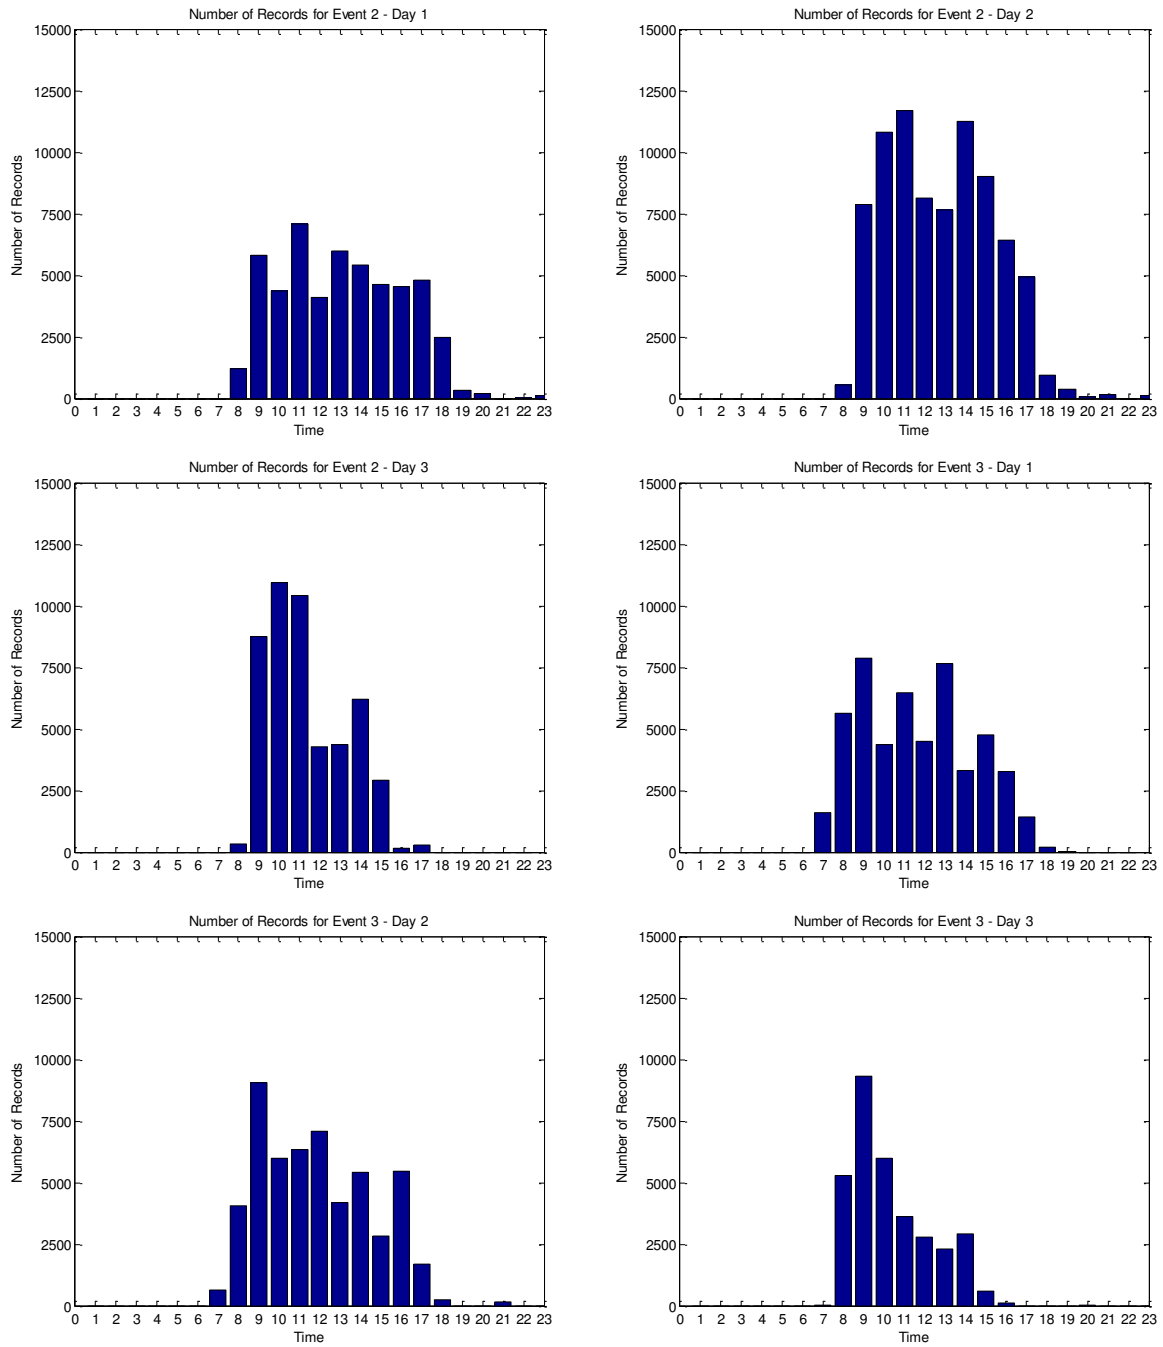 Number of Records for Event 2 - Day 1
15000
12500
10000
7500
5000
2500
0
Number of Records
0 1 2 3 4 5 6 7 8 9 10 11 12 13 14 15 16 17 18 19 20 21 22 23
Time
Number of Records for Event 2 - Day 2
15000
12500
10000
7500
5000
2500
0
Number of Records
0 1 2 3 4 5 6 7 8 9 10 11 12 13 14 15 16 17 18 19 20 21 22 23
Time
Number of Records for Event 2 - Day 3
15000
12500
10000
7500
5000
2500
0
Number of Records
0 1 2 3 4 5 6 7 8 9 10 11 12 13 14 15 16 17 18 19 20 21 22 23
Time
Number of Records for Event 3 - Day 1
15000
12500
10000
7500
5000
2500
0
Number of Records
0 1 2 3 4 5 6 7 8 9 10 11 12 13 14 15 16 17 18 19 20 21 22 23
Time
Number of Records for Event 3 - Day 2
15000
12500
10000
7500
5000
2500
0
Number of Records
0 1 2 3 4 5 6 7 8 9 10 11 12 13 14 15 16 17 18 19 20 21 22 23
Time
Number of Records for Event 3 - Day 3
15000
12500
10000
7500
5000
2500
0
Number of Records
0 1 2 3 4 5 6 7 8 9 10 11 12 13 14 15 16 17 18 19 20 21 22 23
Time